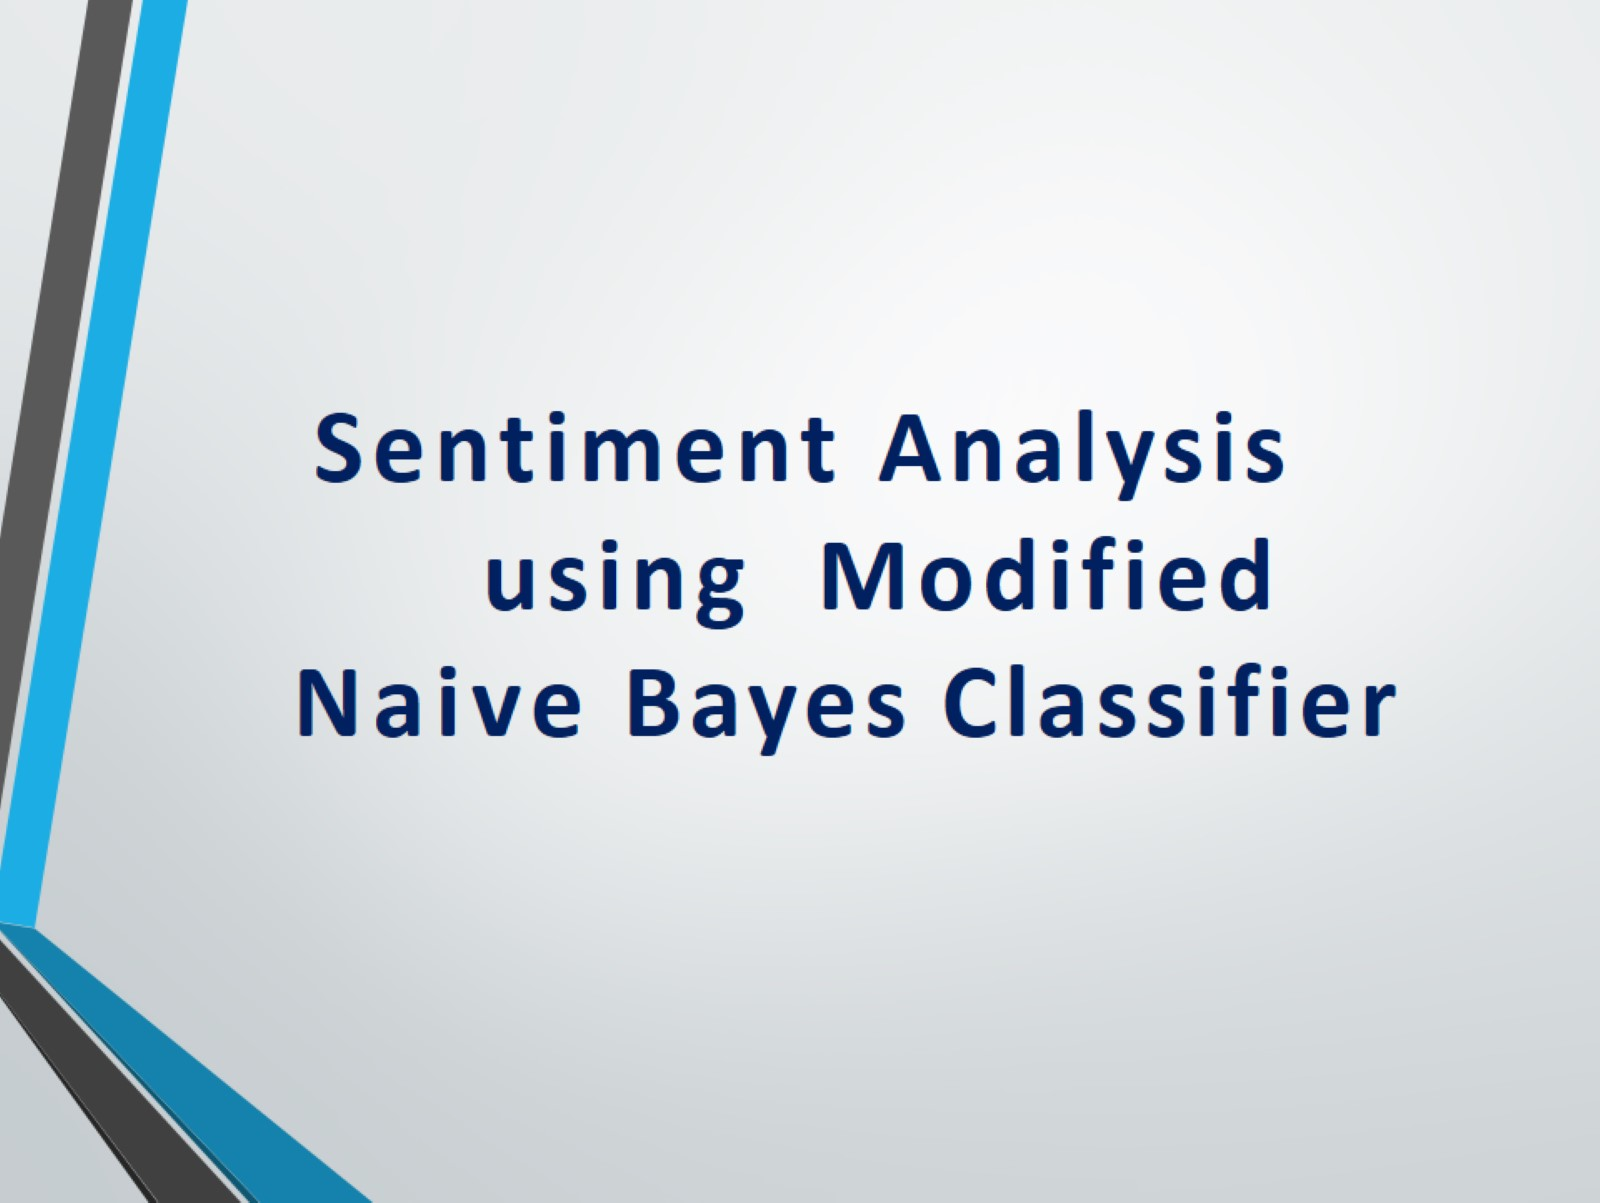 Sentiment Analysis
using Modified
Naive Bayes Classifier